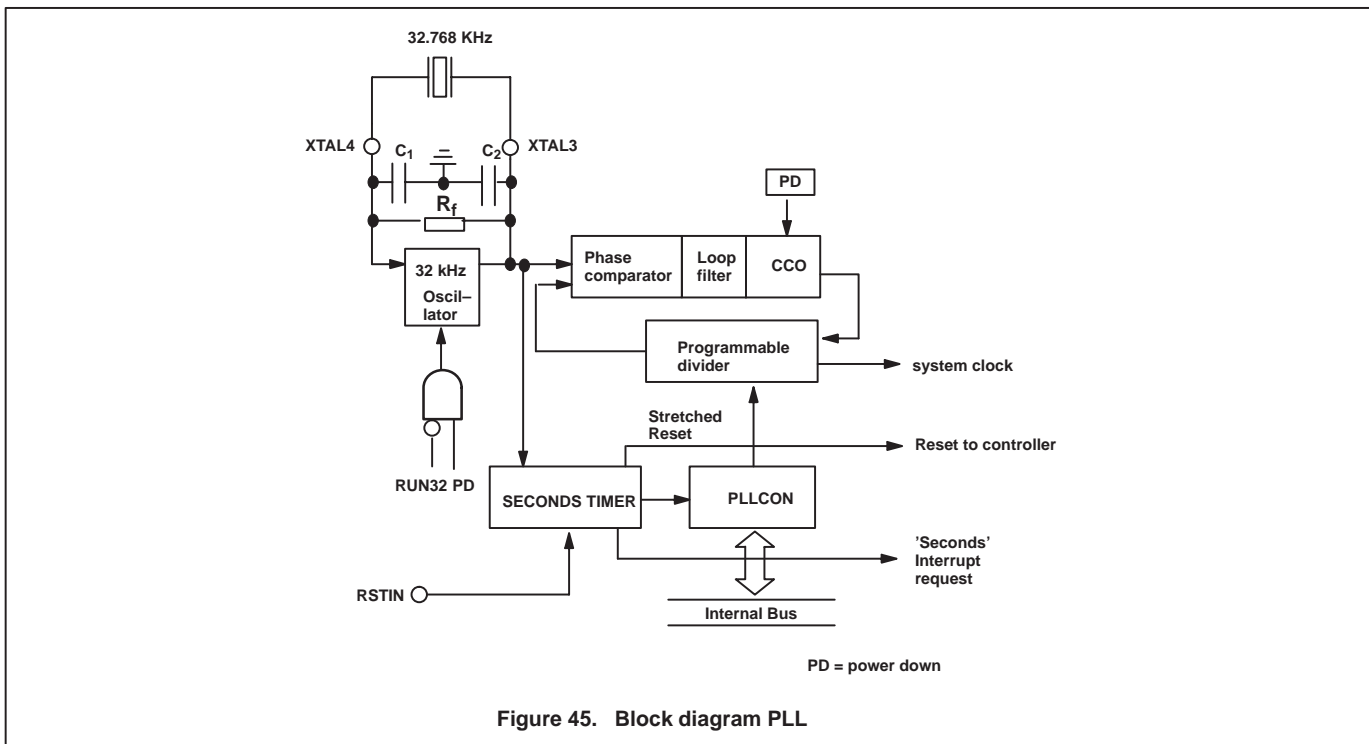 32.768 KHz
XTAL4
C1
C2
XTAL3
Rf
PD
32 kHz
Oscil–
lator
Phase
comparator
Loop
filter
CCO
Programmable
divider
system clock
Stretched
Reset
Reset to controller
RUN32 PD
SECONDS TIMER
PLLCON
'Seconds'
Interrupt
request
RSTIN
Internal Bus
PD = power down
Figure 45. Block diagram PLL